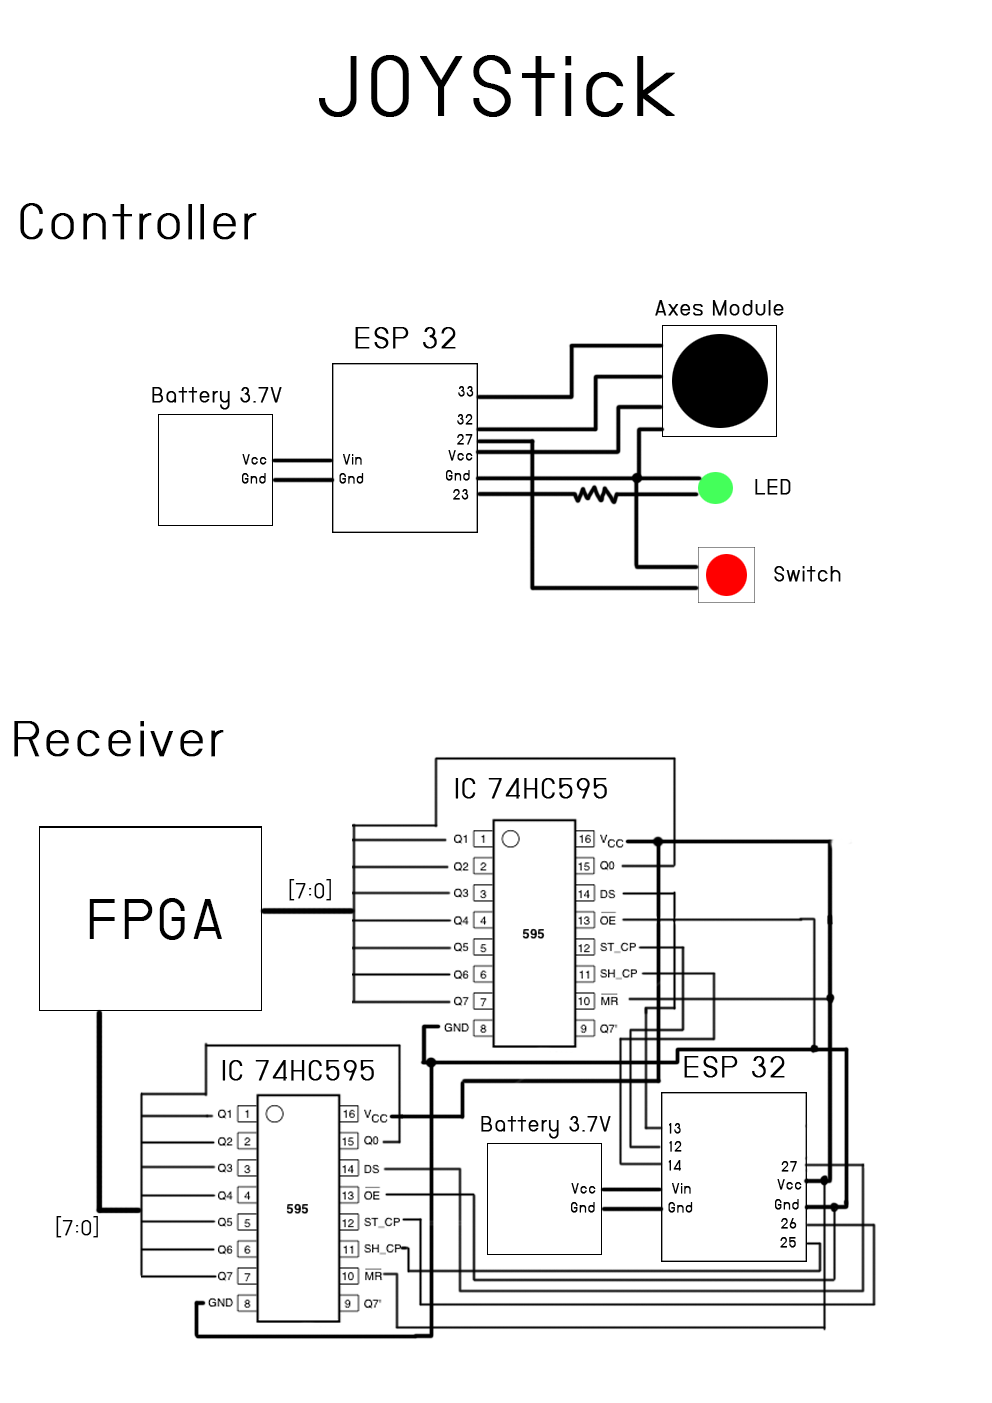 JOYStick
Controller
Axes Module
ESP 32
Battery 3.7V
33
32
27
Vcc
Gnd
23
Vcc
Gnd
Vin
Gnd
LED
Switch
Receiver
IC 74HC595
FPGA
[7:0]
Q1 1
Q2 2
Q3 3
Q4 4
Q5 5
Q6 6
Q7 7
GND 8
595
16 VCC
15 Q0
14 DS
13 OE
12 ST_CP
11 SH_CP
10 MR
9 Q7'
IC 74HC595
[7:0]
Q1 1
Q2 2
Q3 3
Q4 4
Q5 5
Q6 6
Q7 7
GND 8
595
16 VCC
15 Q0
14 DS
13 OE
12 ST_CP
11 SH_CP
10 MR
9 Q7'
Battery 3.7V
Vcc
Gnd
ESP 32
13
12
14
Vin
Gnd
27
Vcc
Gnd
26
25